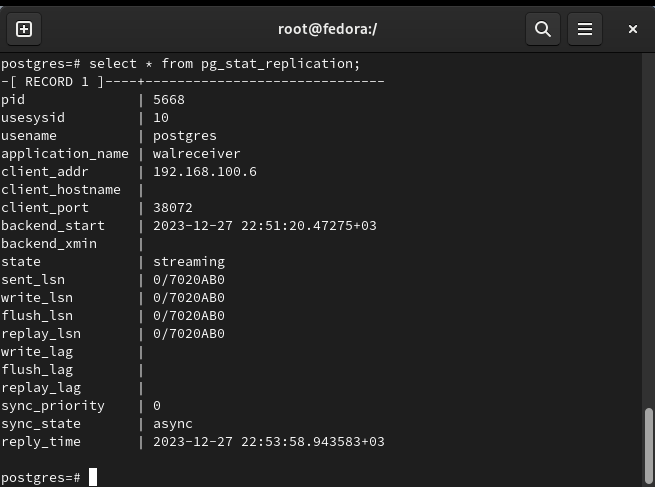 root@fedora:/
postgres=# select * from pg_stat_replication;
-[ RECORD 1 ]----+------------------------------
pid              | 5668
usesysid         | 10
usename          | postgres
application_name | walreceiver
client_addr      | 192.168.100.6
client_hostname  |
client_port      | 38072
backend_start    | 2023-12-27 22:51:20.47275+03
backend_xmin     |
state            | streaming
sent_lsn         | 0/7020AB0
write_lsn        | 0/7020AB0
flush_lsn        | 0/7020AB0
replay_lsn       | 0/7020AB0
write_lag        |
flush_lag        |
replay_lag       |
sync_priority    | 0
sync_state       | async
reply_time       | 2023-12-27 22:53:58.943583+03
postgres=#